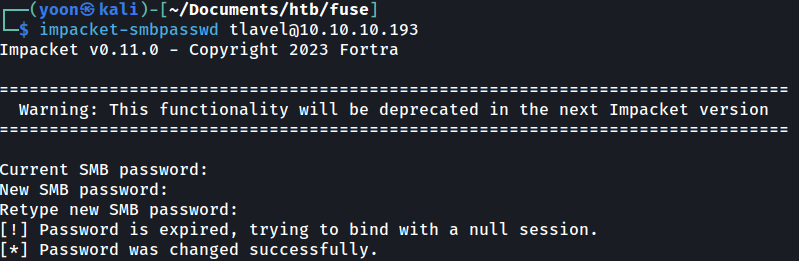 ┌──(yoon㉿kali)-[~/Documents/htb/fuse]
└─$ impacket-smbpasswd tlavel@10.10.10.193
Impacket v0.11.0 - Copyright 2023 Fortra

===============================================================================
  Warning: This functionality will be deprecated in the next Impacket version
===============================================================================

Current SMB password:
New SMB password:
Retype new SMB password:
[!] Password is expired, trying to bind with a null session.
[*] Password was changed successfully.